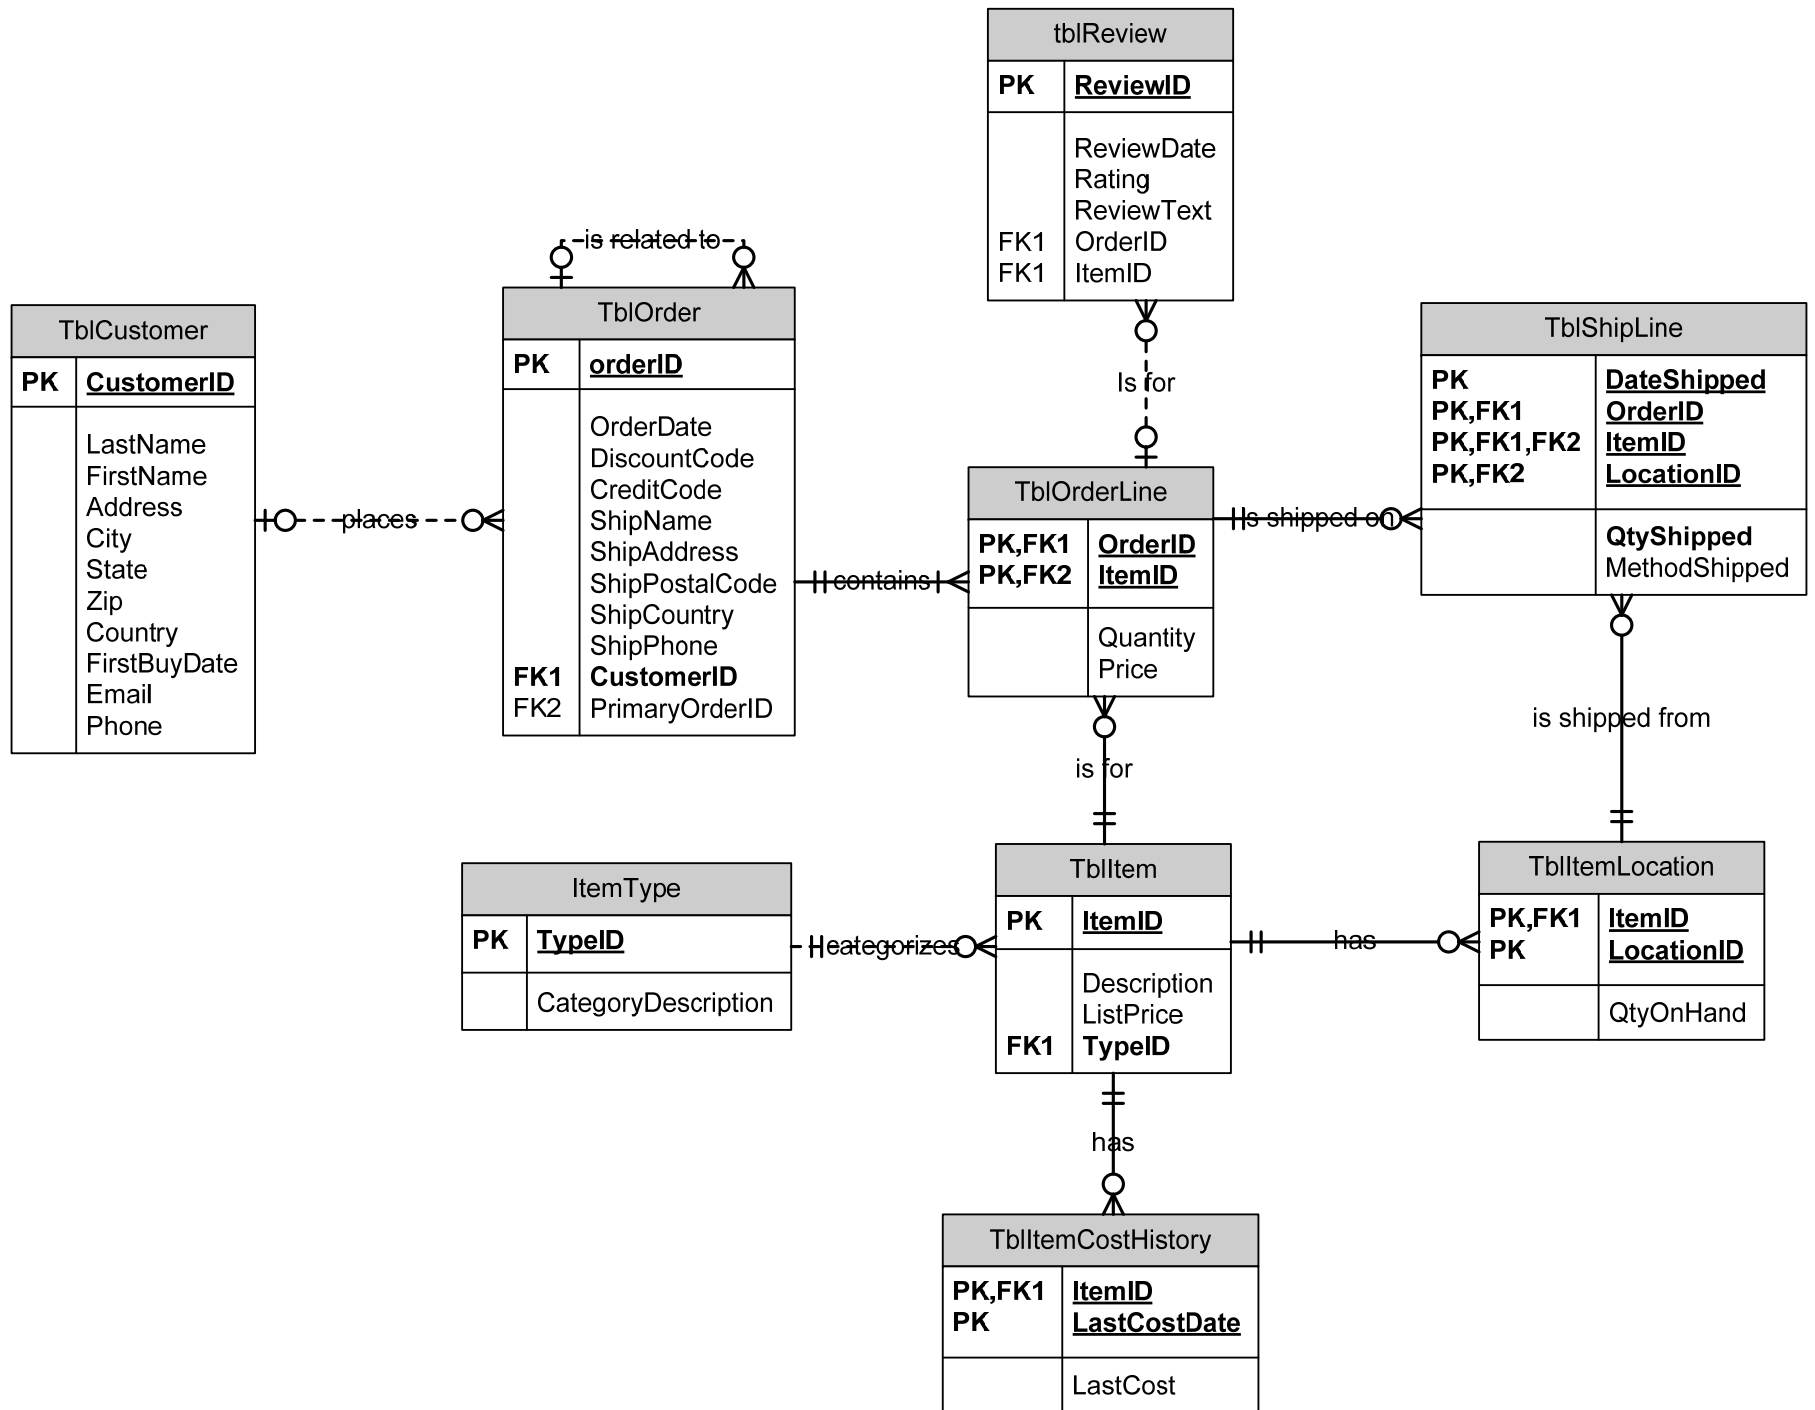 tblReview
PK ReviewID
ReviewDate
Rating
ReviewText
FK1 OrderID
FK1 ItemID
is related to
TblCustomer
PK CustomerID
LastName
FirstName
Address
City
State
Zip
Country
FirstBuyDate
Email
Phone
places
TblOrder
PK orderID
OrderDate
DiscountCode
CreditCode
ShipName
ShipAddress
ShipPostalCode
ShipCountry
ShipPhone
FK1 CustomerID
FK2 PrimaryOrderID
contains
Is for
TblOrderLine
PK,FK1 OrderID
PK,FK2 ItemID
Quantity
Price
Is shipped on
TblShipLine
PK DateShipped
PK,FK1 OrderID
PK,FK1,FK2 ItemID
PK,FK2 LocationID
QtyShipped
MethodShipped
is shipped from
is for
ItemType
PK TypeID
CategoryDescription
categorizes
TblItem
PK ItemID
Description
ListPrice
FK1 TypeID
has
TblItemLocation
PK,FK1 ItemID
PK LocationID
QtyOnHand
has
TblItemCostHistory
PK,FK1 ItemID
PK LastCostDate
LastCost